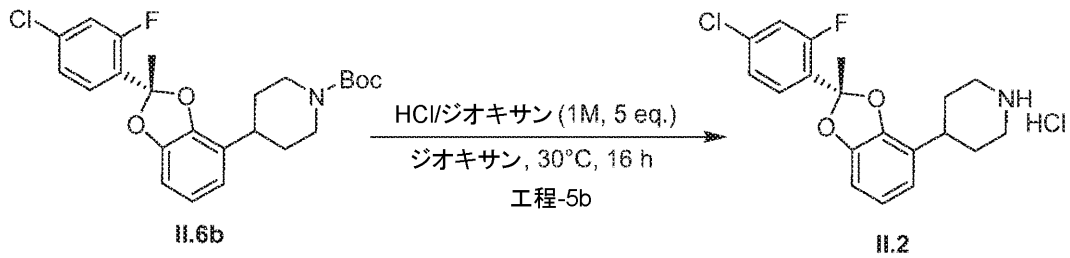 Cl F Cl F
O N Boc O NH
O O HCl
HCl/ジオキサン (1M, 5 eq.)
ジオキサン, 30°C, 16 h
工程-5b
II.6b II.2